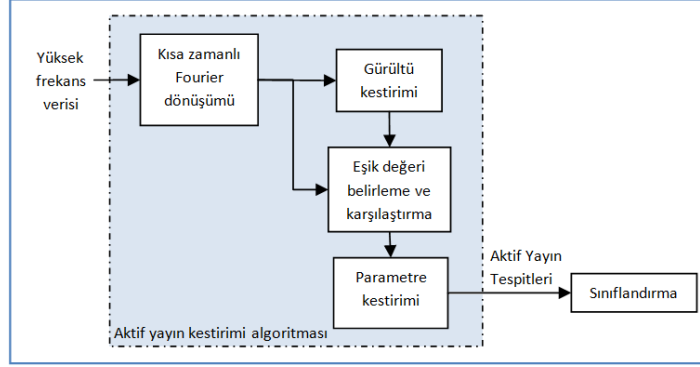 Yüksek
frekans
verisi
Kısa zamanlı
Fourier
dönüşümü
Gürültü
kestirimi
Eşik değeri
belirleme ve
karşılaştırma
Parametre
kestirimi
Aktif Yayın
Tespitleri
Sınıflandırma
Aktif yayın kestirimi algoritması